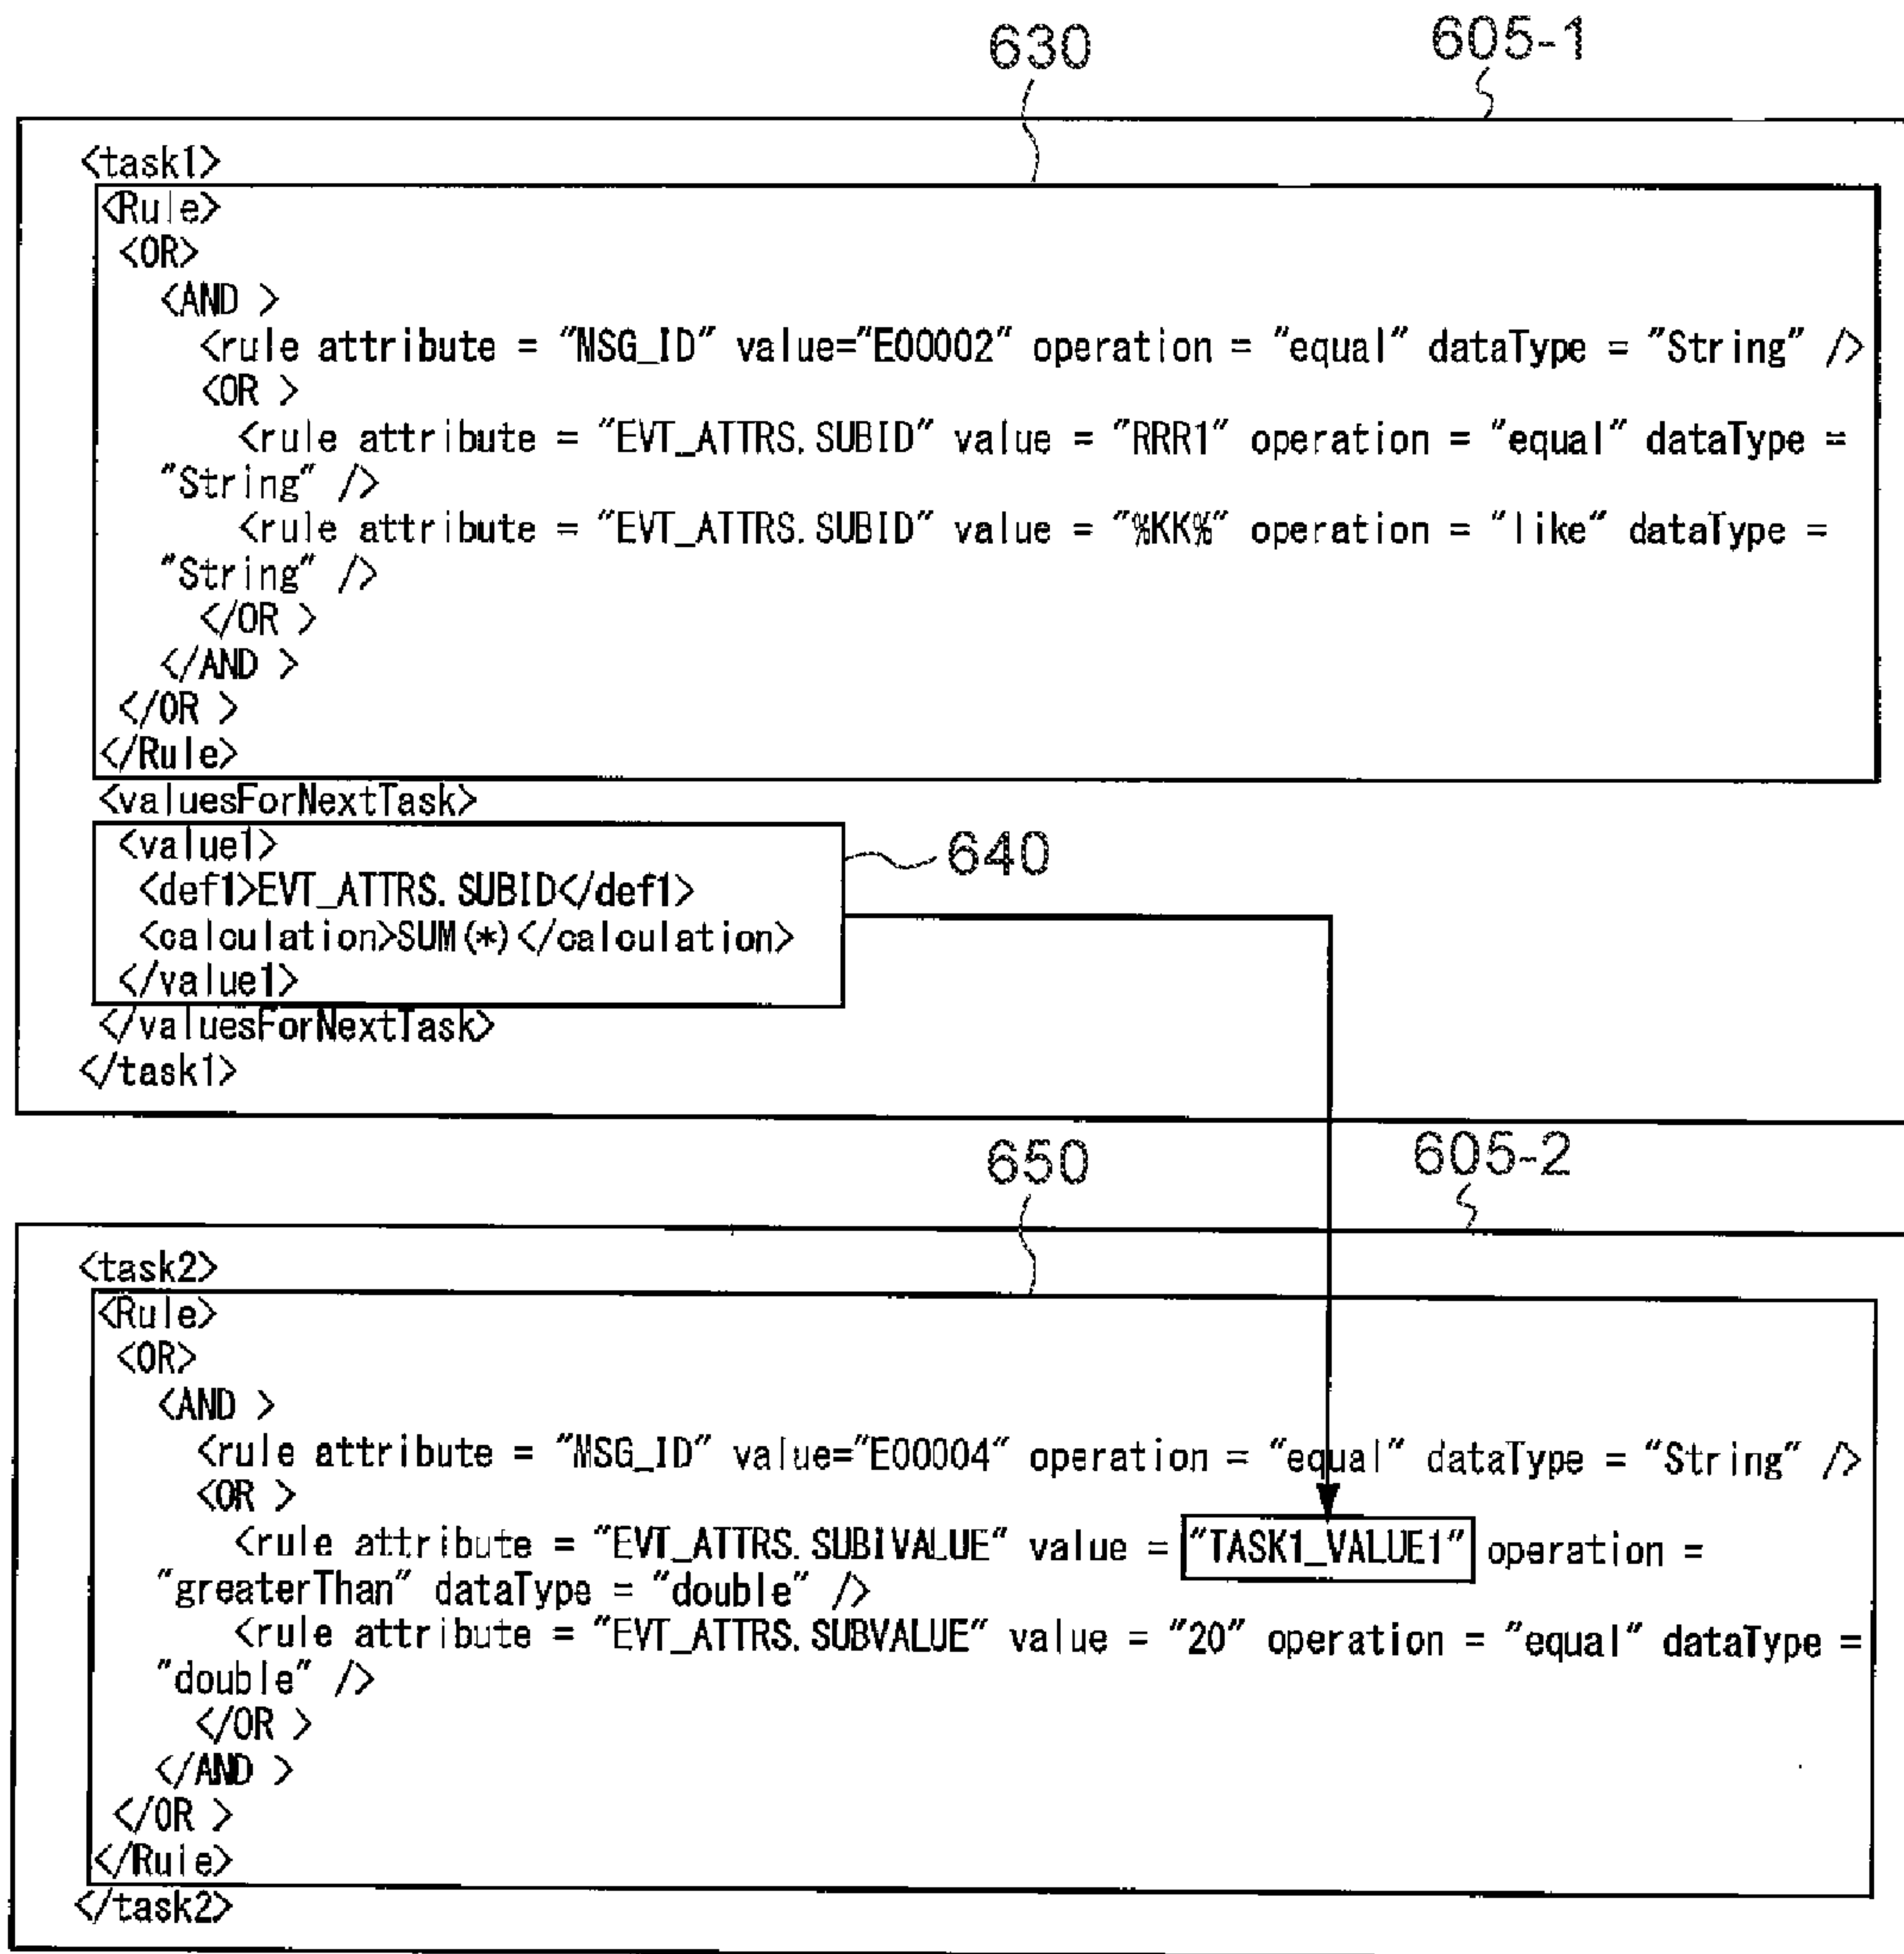 630 605-1
<task1>
<Rule>
<OR>
<AND >
<rule attribute = "MSG_ID" value="E00002" operation = "equal" dataType = "String" />
<OR >
<rule attribute = "EVT_ATTRS.SUBID" value = "RRR1" operation = "equal" dataType =
"String" />
<rule attribute = "EVT_ATTRS.SUBID" value = "%KK%" operation = "like" dataType =
"String" />
</OR >
</AND >
</OR >
</Rule>
<valuesForNextTask>
<value1>
640
<def1>EVT_ATTRS.SUBID</def1>
<calculation>SUM(*)</calculation>
</value1>
</valuesForNextTask>
</task1>
650 605-2
<task2>
<Rule>
<OR>
<AND >
<rule attribute = "MSG_ID" value="E00004" operation = "equal" dataType = "String" />
<OR >
<rule attribute = "EVT_ATTRS.SUBIVALUE" value = "TASK1_VALUE1" operation =
"greaterThan" dataType = "double" />
<rule attribute = "EVT_ATTRS.SUBVALUE" value = "20" operation = "equal" dataType =
"double" />
</OR >
</AND >
</OR >
</Rule>
</task2>